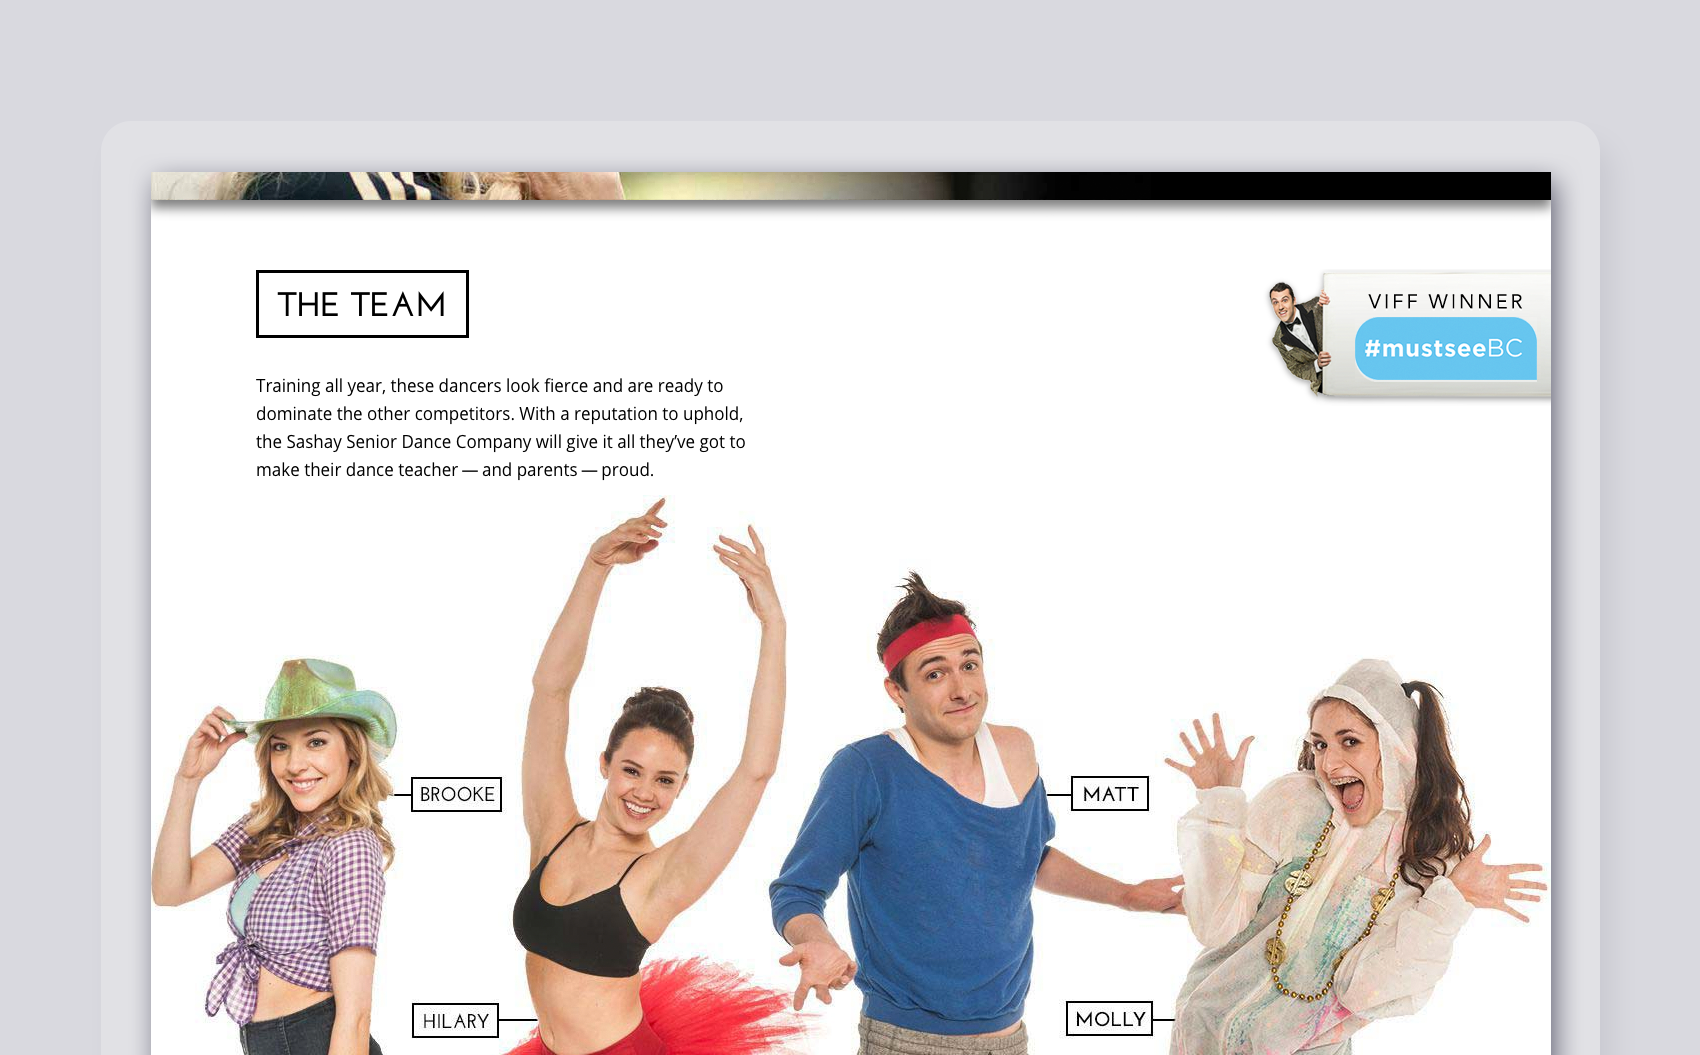 THE TEAM
VIFF WINNER
#mustseeBC
Training all year, these dancers look fierce and are ready to
dominate the other competitors. With a reputation to uphold,
the Sashay Senior Dance Company will give it all they’ve got to
make their dance teacher — and parents — proud.
BROOKE
MATT
HILARY
MOLLY